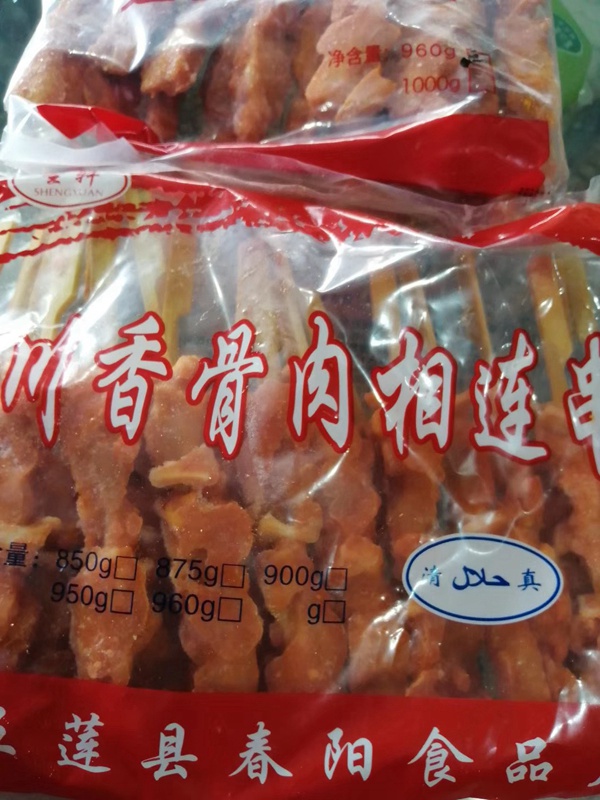 净含量：960g
1000g
SHENGYUAN
川香骨肉相连串
量：850g 875g 900g
950g 960g g
清 حلال 真
莲县春阳食品